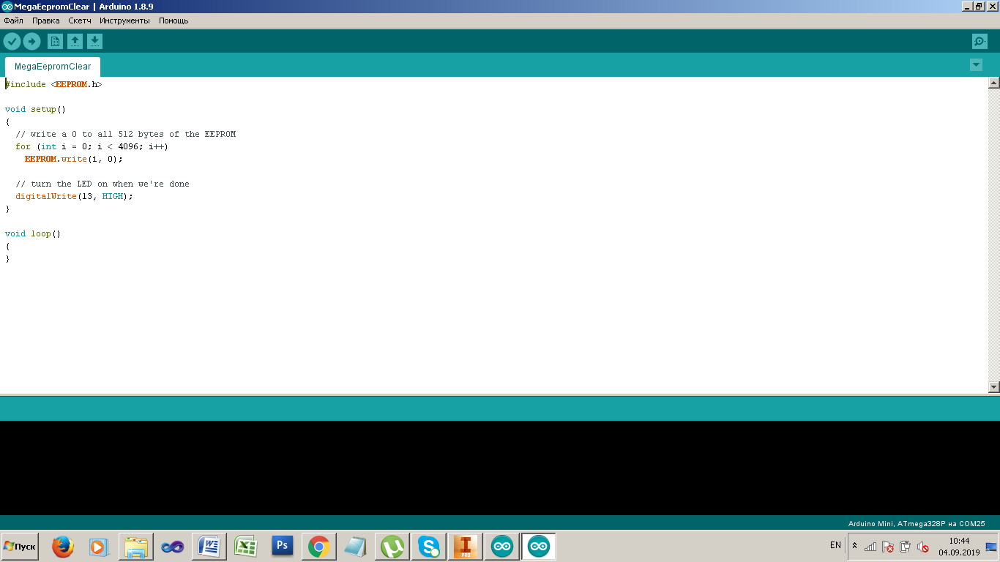 MegaEepromClear | Arduino 1.8.9
Файл Правка Скетч Инструменты Помощь
MegaEepromClear
#include <EEPROM.h>
void setup()
{
// write a 0 to all 512 bytes of the EEPROM
for (int i = 0; i < 4096; i++)
EEPROM.write(i, 0);
// turn the LED on when we're done
digitalWrite(13, HIGH);
}
void loop()
{
}
Arduino Mini, ATmega328P на COM25
Пуск
Ps
PRO
EN
10:44
04.09.2019